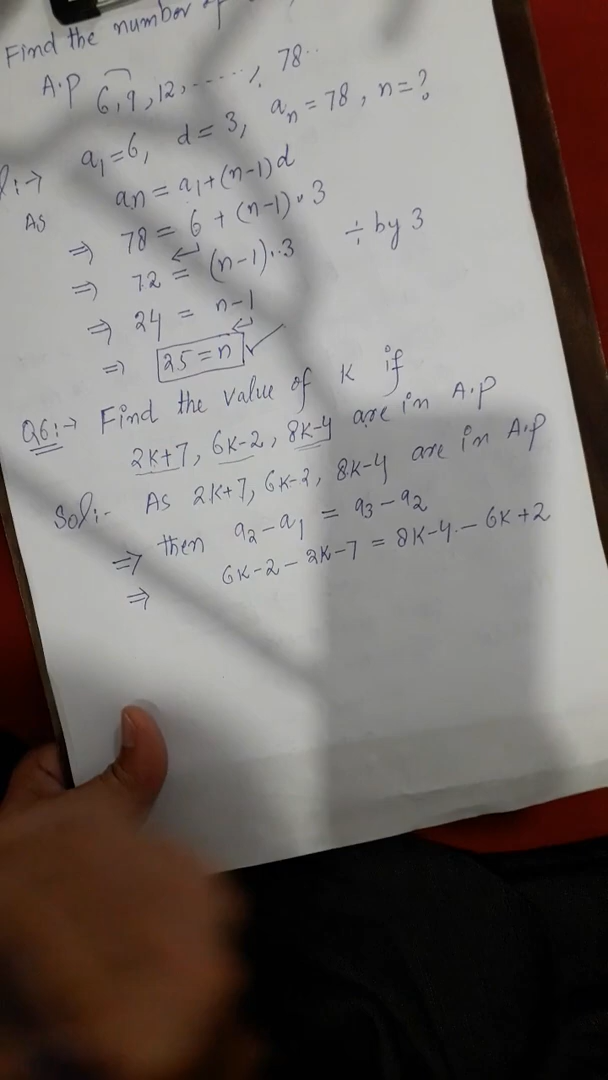 Find the number of
A.P 6, 9, 12, ......, 78..
a₁=6, d=3, aₙ=78, n=?
As an = a₁+(n-1)d
⇒ 78 = 6 + (n-1)·3
⇒ 72 = (n-1)·3 ÷ by 3
⇒ 24 = n-1
⇒ 25=n
Q6:→ Find the value of K if
2K+7, 6K-2, 8K-4 are in A.P
Sol:- As 2K+7, 6K-2, 8K-4 are in A.P
⇒ then a₂-a₁ = a₃-a₂
⇒ 6K-2-2K-7 = 8K-4-6K+2